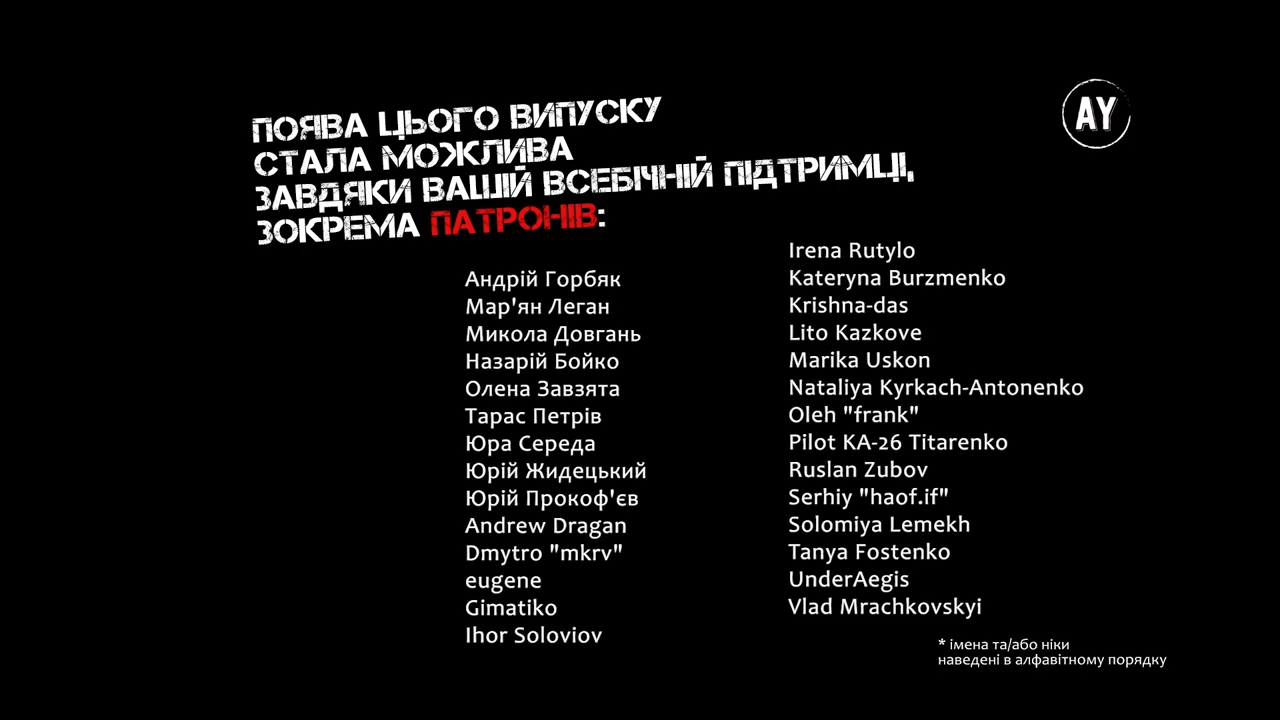 ПОЯВА ЦЬОГО ВИПУСКУ
СТАЛА МОЖЛИВА
ЗАВДЯКИ ВАШІЙ ВСЕБІЧНІЙ ПІДТРИМЦІ,
ЗОКРЕМА ПАТРОНІВ:
AY
Андрій Горбяк
Мар'ян Леган
Микола Довгань
Назарій Бойко
Олена Завзята
Тарас Петрів
Юра Середа
Юрій Жидецький
Юрій Прокоф'єв
Andrew Dragan
Dmytro "mkrv"
eugene
Gimatiko
Ihor Soloviov
Irena Rutylo
Kateryna Burzmenko
Krishna-das
Lito Kazkove
Marika Uskon
Nataliya Kyrkach-Antonenko
Oleh "frank"
Pilot KA-26 Titarenko
Ruslan Zubov
Serhiy "haof.if"
Solomiya Lemekh
Tanya Fostenko
UnderAegis
Vlad Mrachkovskyi
* імена та/або ніки
наведені в алфавітному порядку